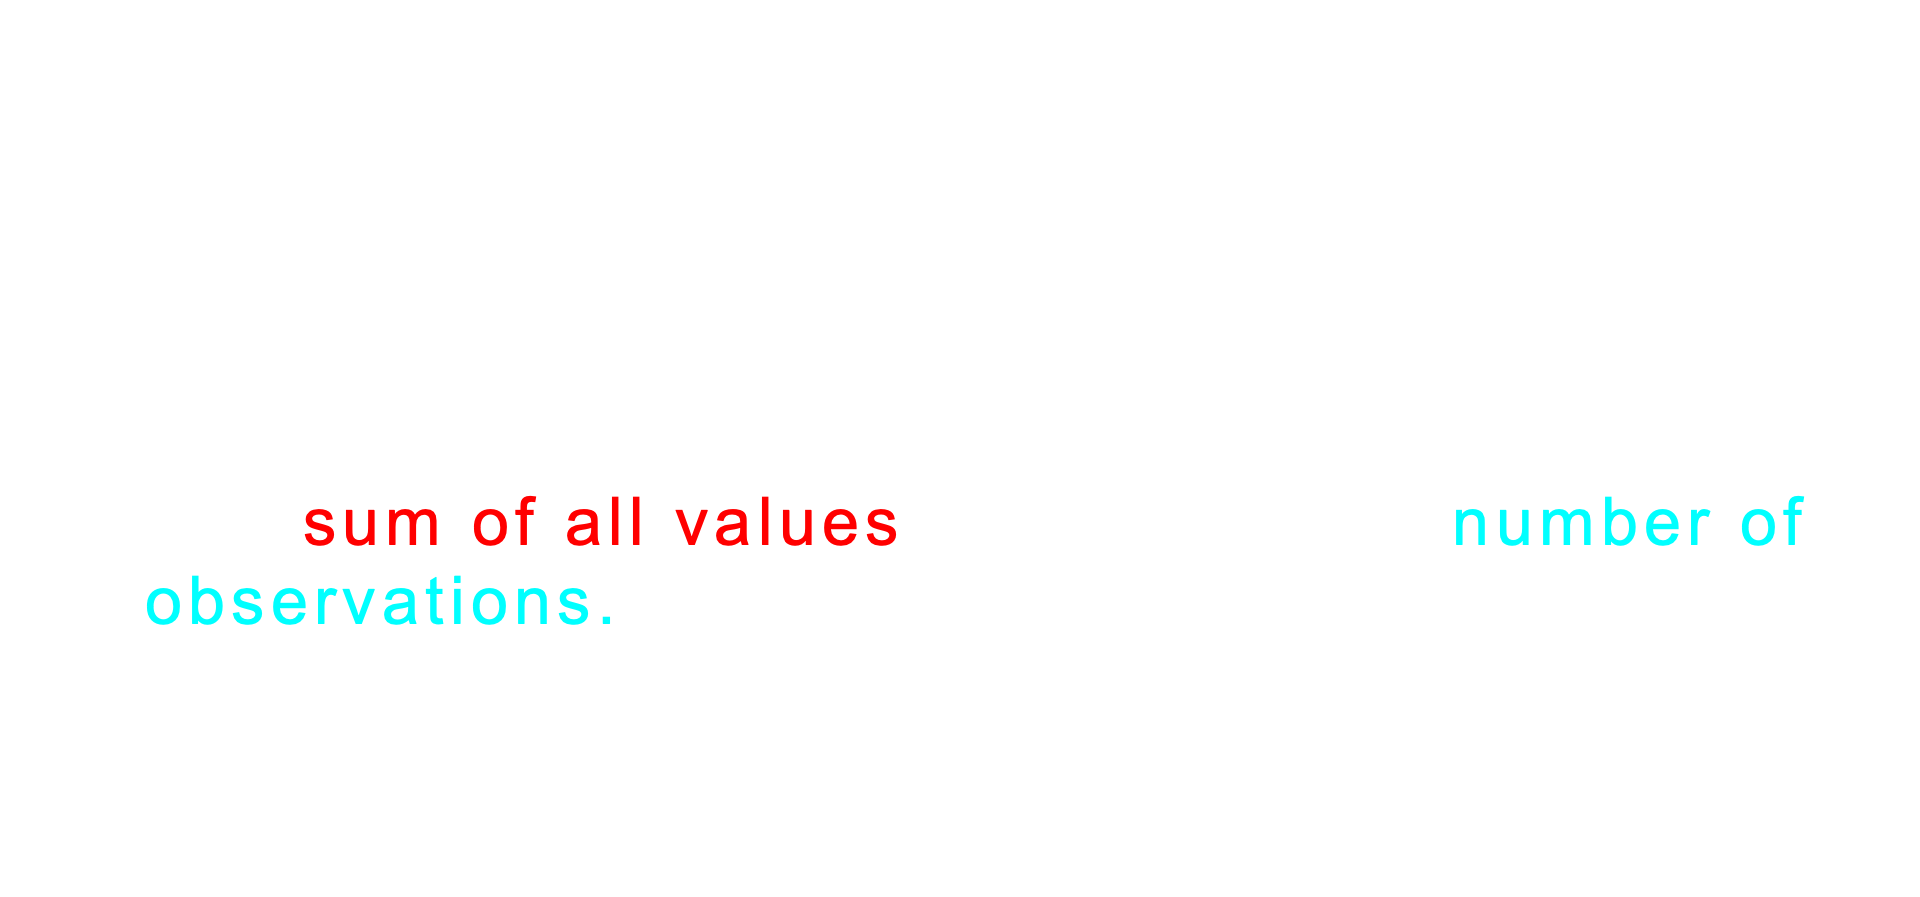 sum of all values number of
observations.